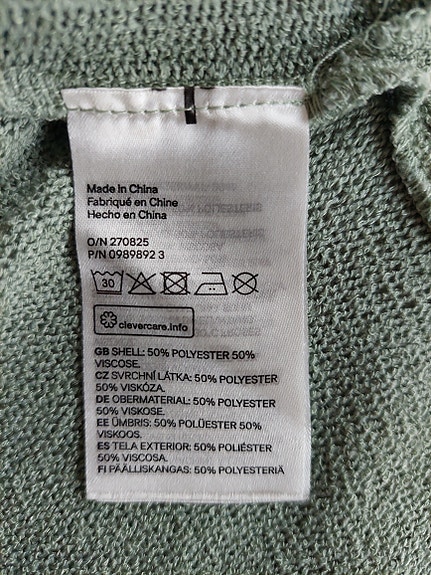 Made in China
Fabriqué en Chine
Hecho en China
O/N 270825
P/N 0989892 3
30
clevercare.info
GB SHELL: 50% POLYESTER 50%
VISCOSE.
CZ SVRCHNÍ LÁTKA: 50% POLYESTER
50% VISKÓZA.
DE OBERMATERIAL: 50% POLYESTER
50% VISKOSE.
EE ÜMBRIS: 50% POLÜESTER 50%
VISKOOS.
ES TELA EXTERIOR: 50% POLIÉSTER
50% VISCOSA.
FI PÄÄLLISKANGAS: 50% POLYESTERIÄ